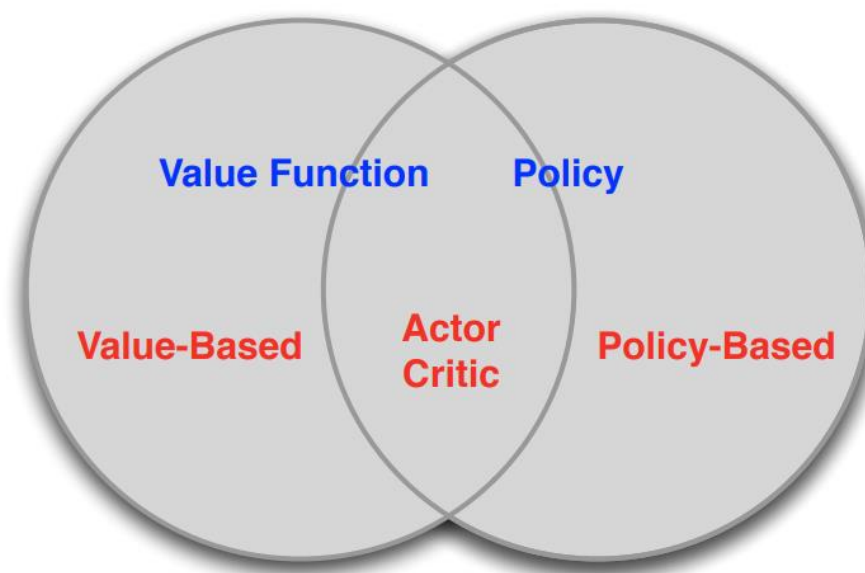 Value Function Policy
Value-Based
Actor
Critic
Policy-Based